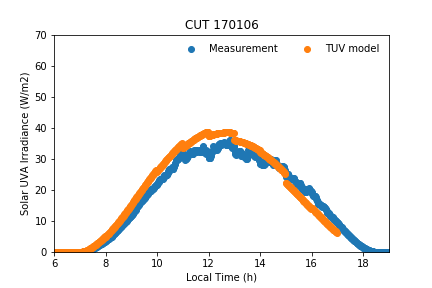 CUT 170106
Measurement TUV model
Solar UVA Irradiance (W/m2)
70
60
50
40
30
20
10
0
6 8 10 12 14 16 18
Local Time (h)